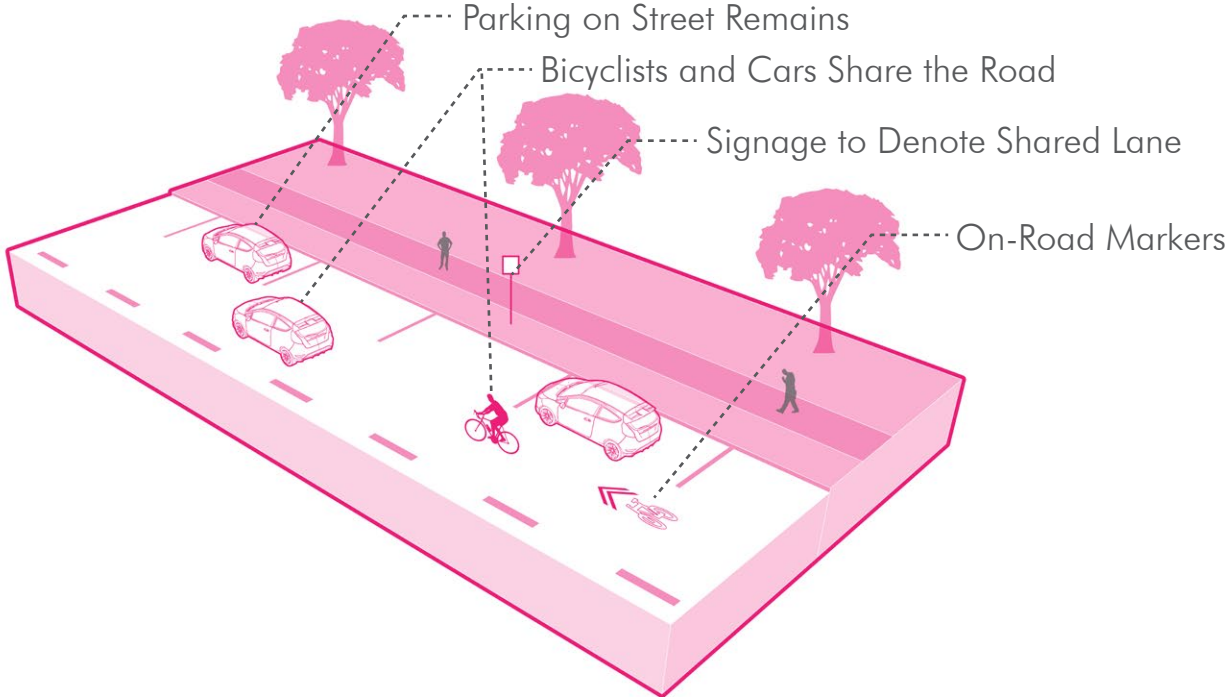 Parking on Street Remains
Bicyclists and Cars Share the Road
Signage to Denote Shared Lane
On-Road Markers